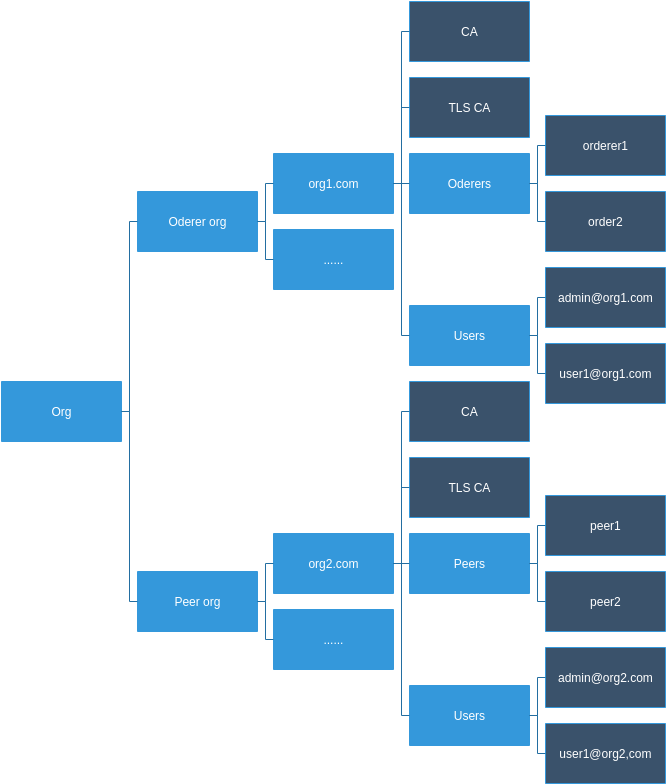 Org
Oderer org
org1.com
CA
TLS CA
Oderers
orderer1
order2
Users
admin@org1.com
user1@org1.com
......
Peer org
org2.com
CA
TLS CA
Peers
peer1
peer2
Users
admin@org2.com
user1@org2,com
......